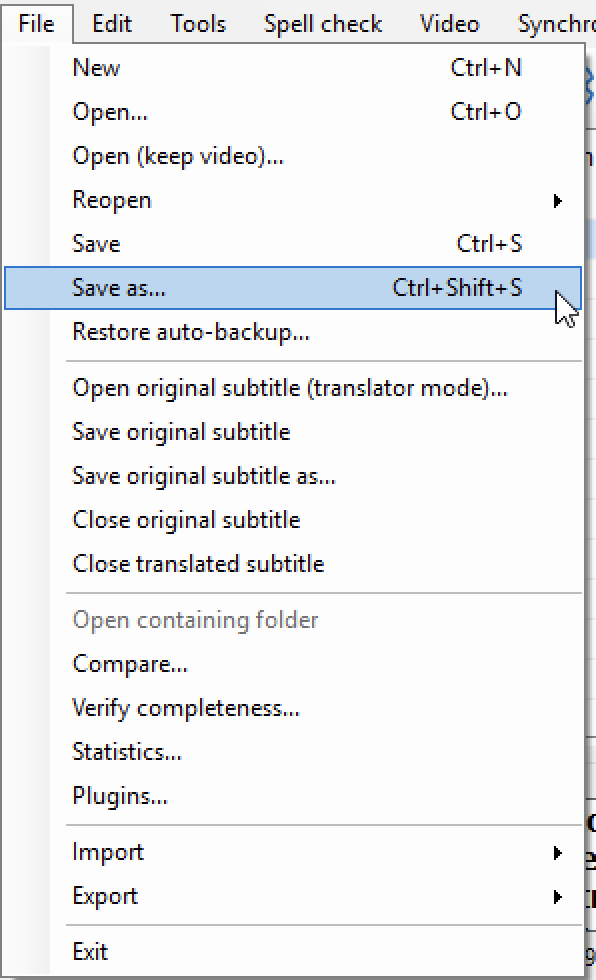 File Edit Tools Spell check Video Synchro
New Ctrl+N
Open... Ctrl+O
Open (keep video)...
Reopen
Save Ctrl+S
Save as... Ctrl+Shift+S
Restore auto-backup...
Open original subtitle (translator mode)...
Save original subtitle
Save original subtitle as...
Close original subtitle
Close translated subtitle
Open containing folder
Compare...
Verify completeness...
Statistics...
Plugins...
Import
Export
Exit